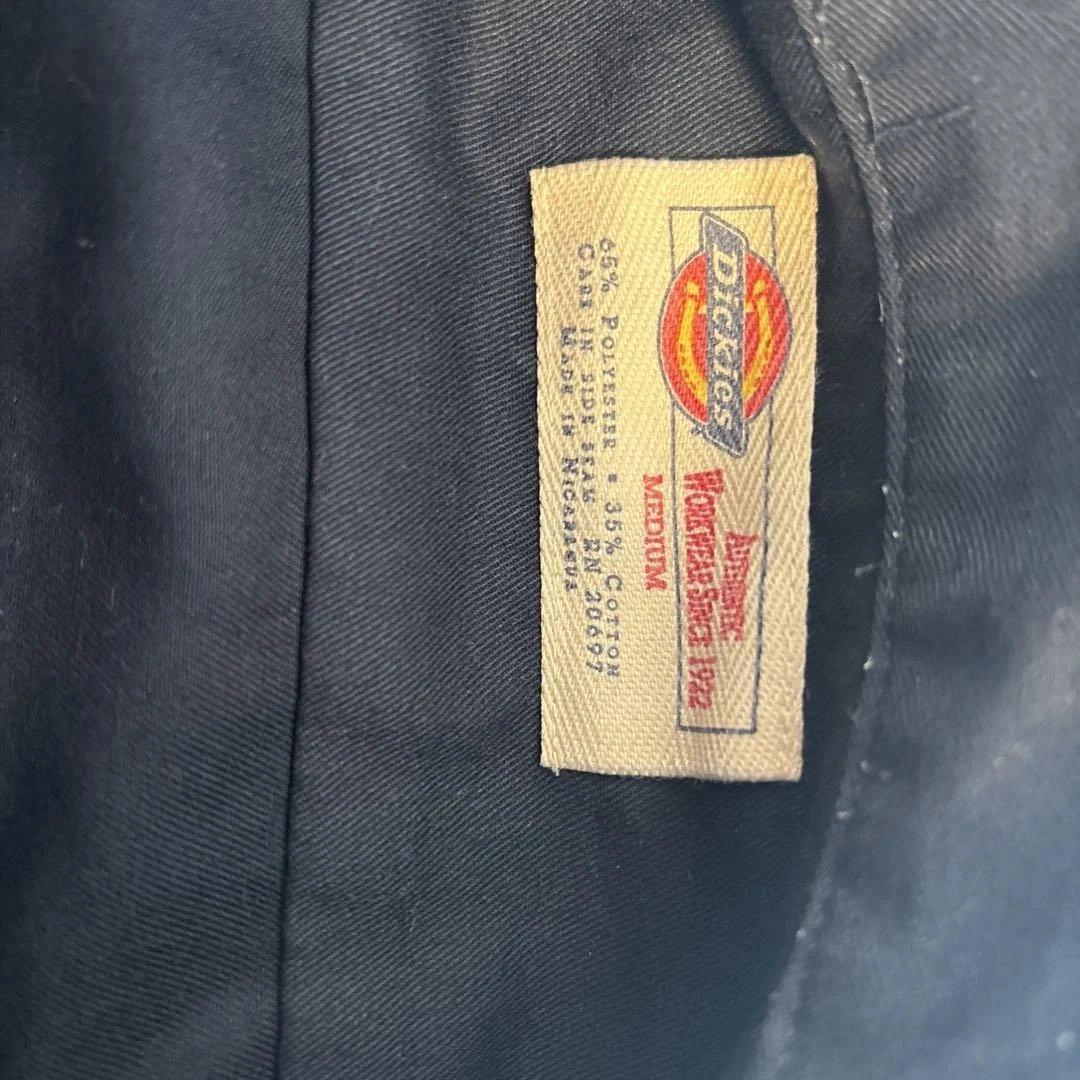 Dickies
AUTHENTIC
WORKWEAR SINCE 1922
MEDIUM
65% POLYESTER • 35% COTTON
CARE IN SIDE SEAM RN 20697
MADE IN NICARAGUA